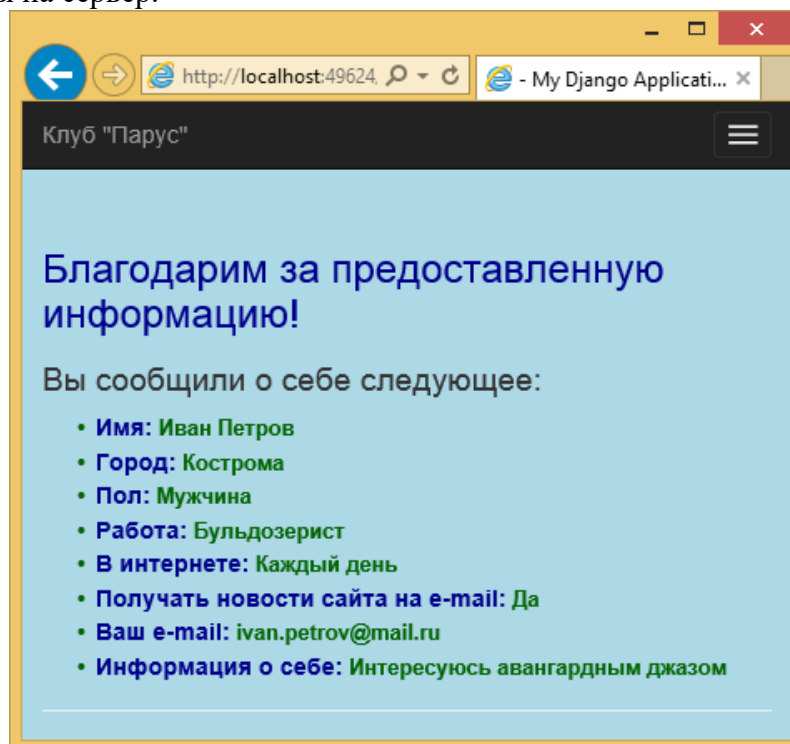 на сервер.
http://localhost:49624,
- My Django Applicati...
Клуб "Парус"
Благодарим за предоставленную
информацию!
Вы сообщили о себе следующее:
• Имя: Иван Петров
• Город: Кострома
• Пол: Мужчина
• Работа: Бульдозерист
• В интернете: Каждый день
• Получать новости сайта на e-mail: Да
• Ваш e-mail: ivan.petrov@mail.ru
• Информация о себе: Интересуюсь авангардным джазом